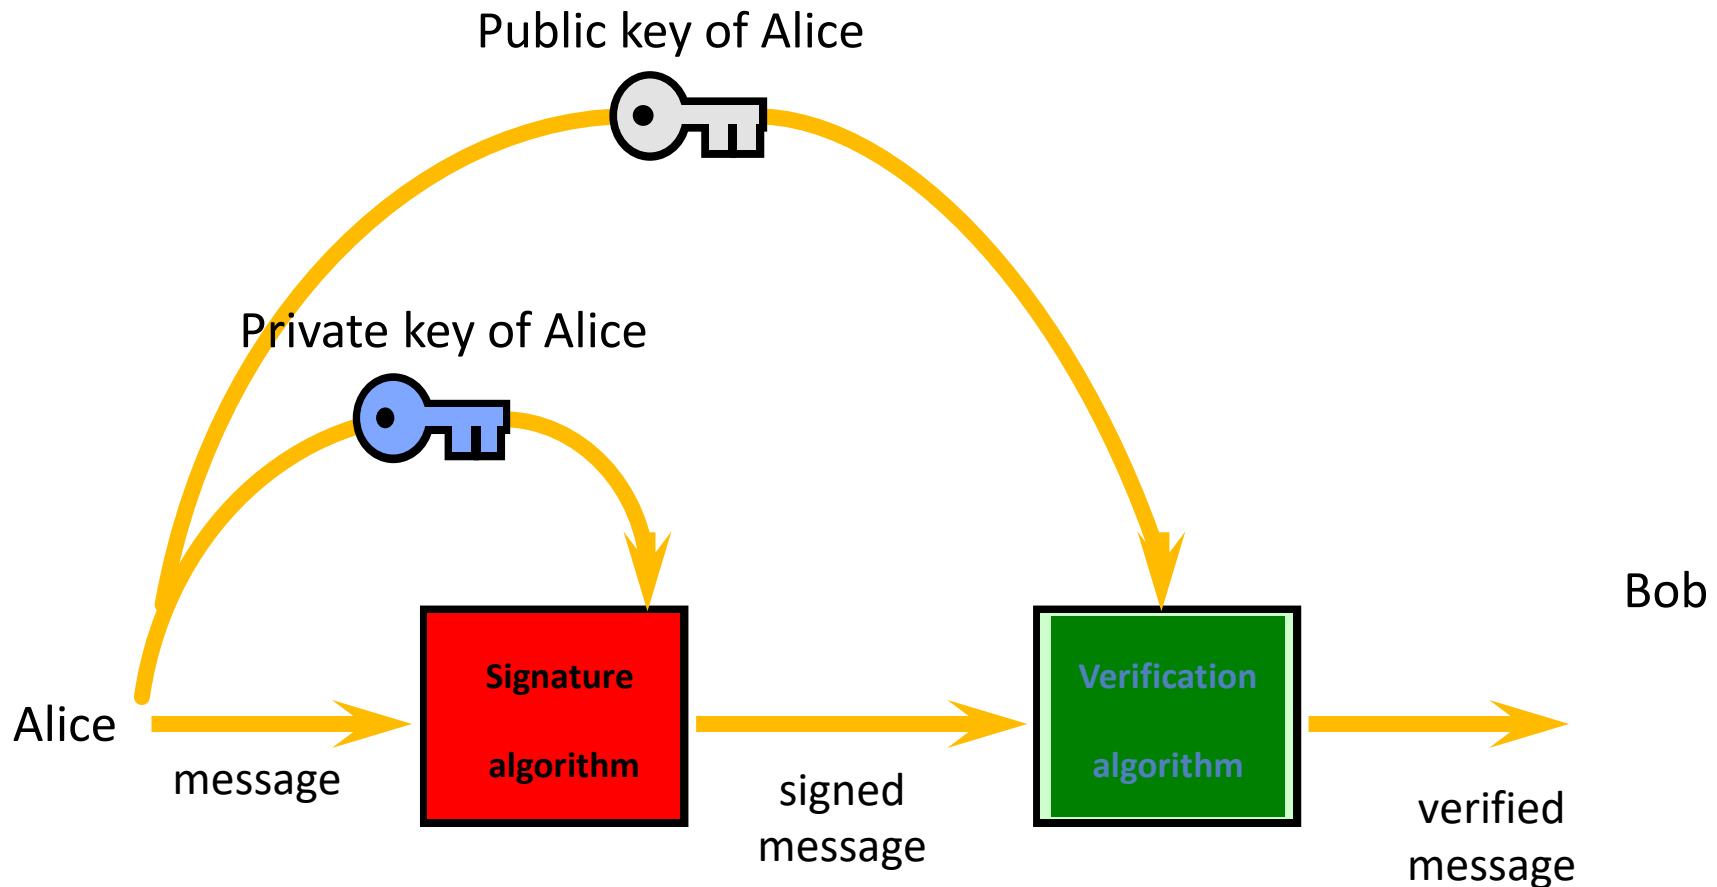 Public key of Alice
Private key of Alice
Bob
Signature
algorithm
Verification
algorithm
Alice
message
signed
message
verified
message